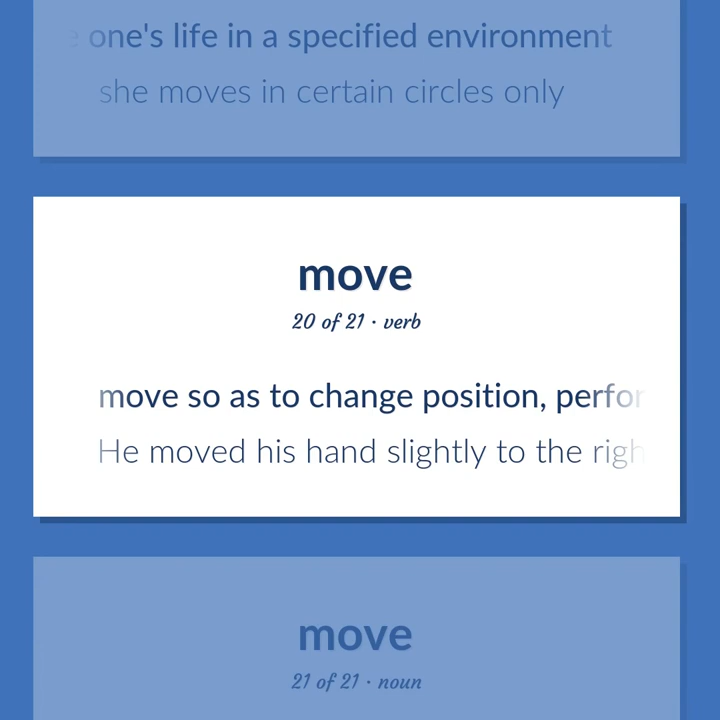 one's life in a specified environment
she moves in certain circles only
move
20 of 21 · verb
move so as to change position, perfor
He moved his hand slightly to the righ
move
21 of 21 · noun